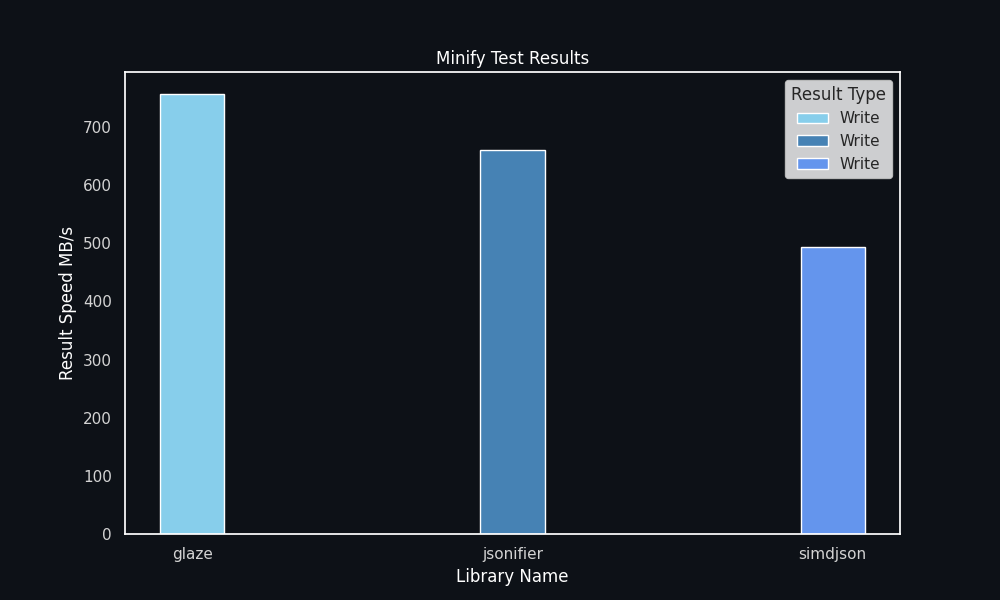 Minify Test Results
Result Type
Write
Write
Write
Result Speed MB/s
700
600
500
400
300
200
100
0
glaze
jsonifier
simdjson
Library Name